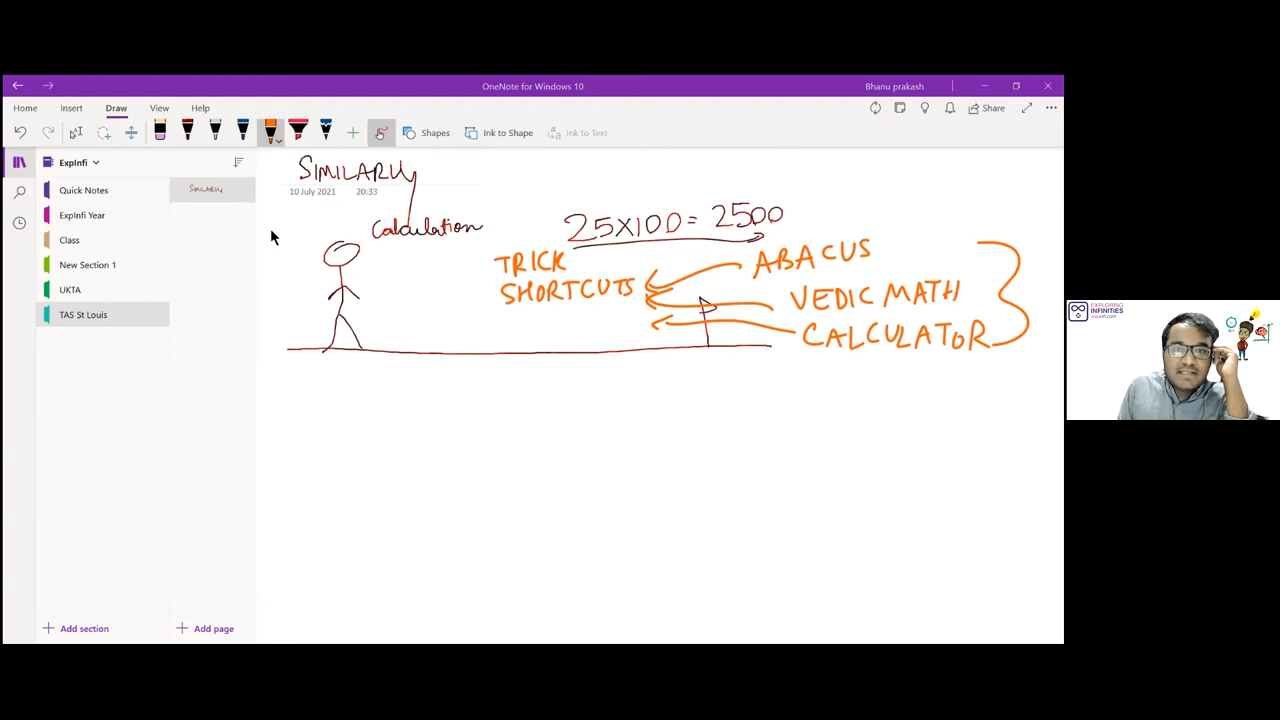 OneNote for Windows 10
Bhanu prakash
Home Insert Draw View Help
Share
Shapes
Ink to Shape
Ink to Text
ExpInfi
Quick Notes
ExpInfi Year
Class
New Section 1
UKTA
TAS St Louis
Add section
SIMILARLY
Add page
SIMILARLY
10 July 2021 20:33
Calculation
25X100= 2500
TRICK
SHORTCUTS
ABACUS
VEDIC MATH
CALCULATOR
EXPLORING
INFINITIES